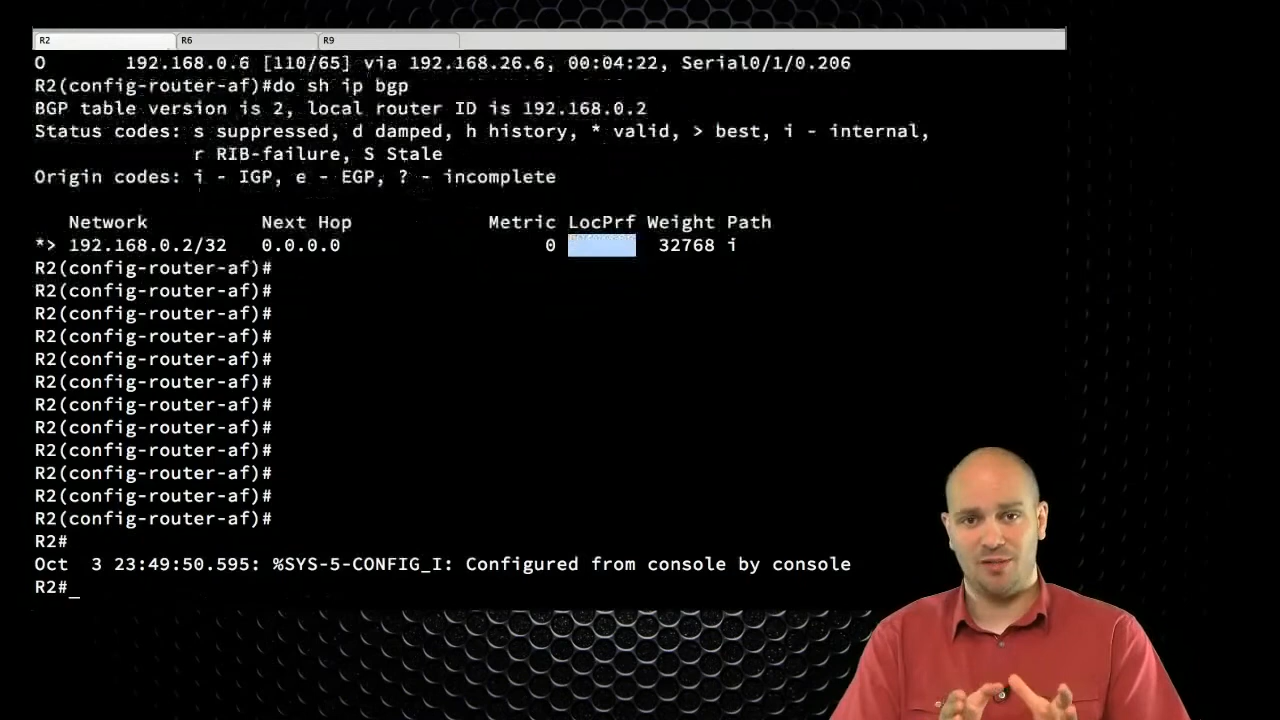 R2 R6 R9
O 192.168.0.6 [110/65] via 192.168.26.6, 00:04:22, Serial0/1/0.206
R2(config-router-af)#do sh ip bgp
BGP table version is 2, local router ID is 192.168.0.2
Status codes: s suppressed, d damped, h history, * valid, > best, i - internal,
r RIB-failure, S Stale
Origin codes: i - IGP, e - EGP, ? - incomplete
Network Next Hop Metric LocPrf Weight Path
*> 192.168.0.2/32 0.0.0.0 0 32768 i
R2(config-router-af)#
R2(config-router-af)#
R2(config-router-af)#
R2(config-router-af)#
R2(config-router-af)#
R2(config-router-af)#
R2(config-router-af)#
R2(config-router-af)#
R2(config-router-af)#
R2(config-router-af)#
R2(config-router-af)#
R2(config-router-af)#
R2#
Oct 3 23:49:50.595: %SYS-5-CONFIG_I: Configured from console by console
R2#_